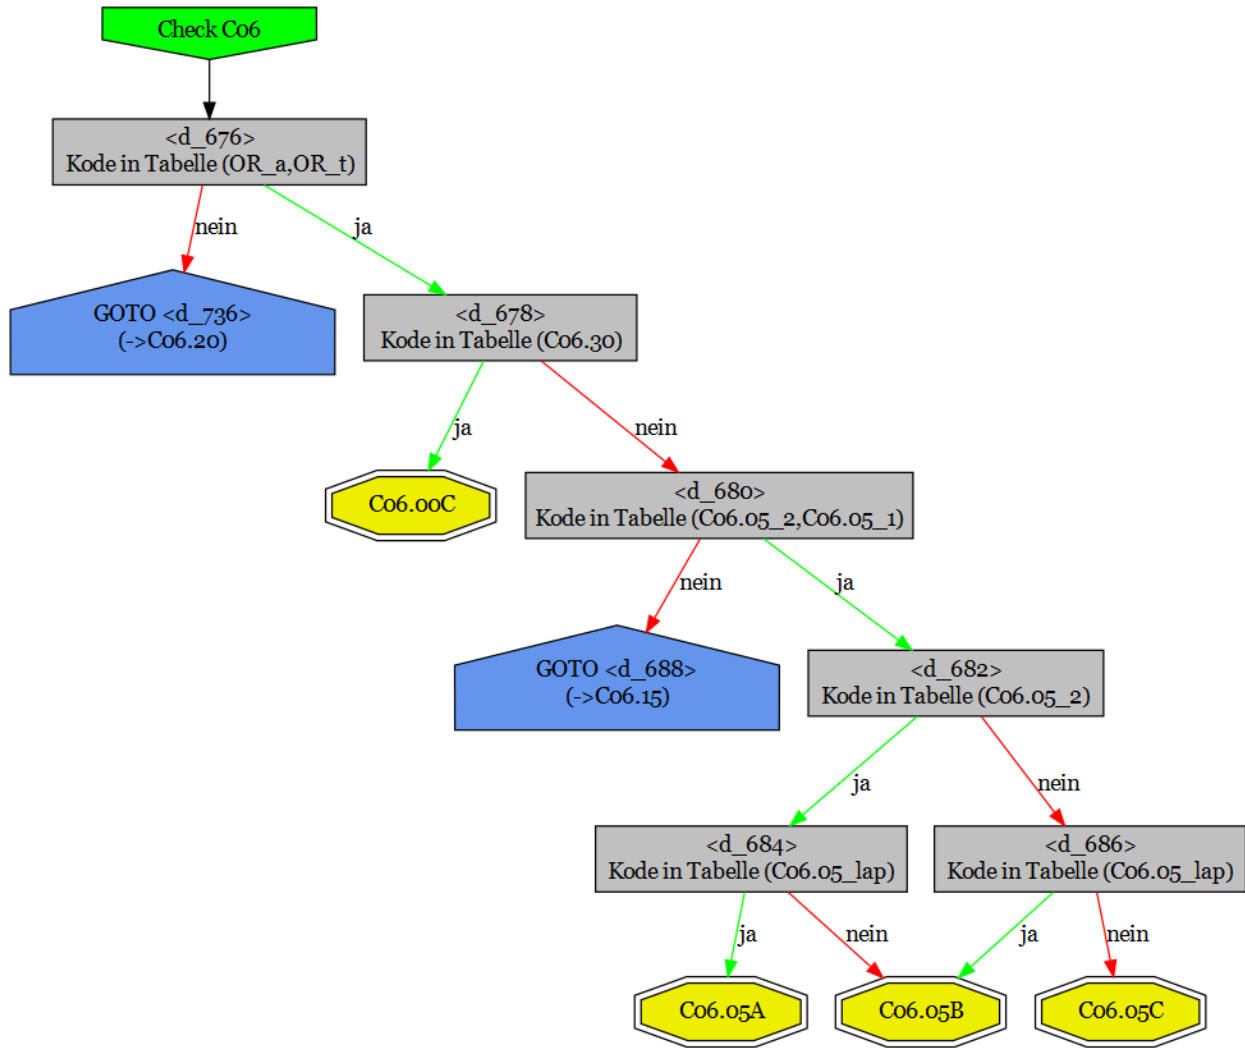 Check C06
<d_676>
Kode in Tabelle (OR_a,OR_t)
nein
ja
GOTO <d_736>
(->C06.20)
<d_678>
Kode in Tabelle (C06.30)
ja
nein
C06.00C
<d_680>
Kode in Tabelle (C06.05_2,C06.05_1)
nein
ja
GOTO <d_688>
(->C06.15)
<d_682>
Kode in Tabelle (C06.05_2)
ja
nein
<d_684>
Kode in Tabelle (C06.05_lap)
<d_686>
Kode in Tabelle (C06.05_lap)
ja
nein
ja
nein
C06.05A
C06.05B
C06.05C